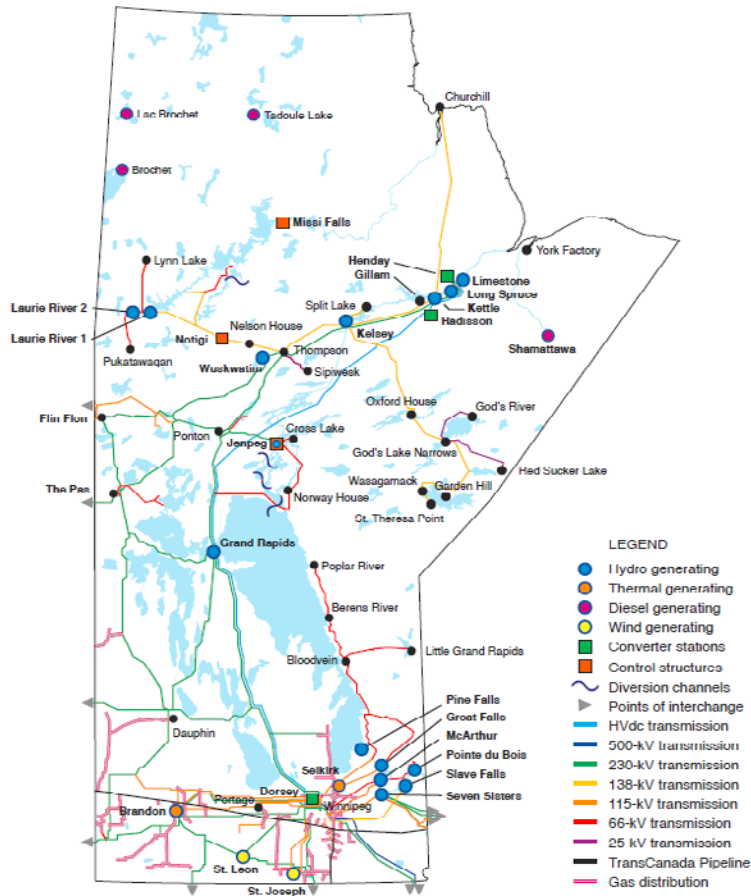 Churchill
Lac Brochet
Tadoule Lake
Brochet
Missi Falls
York Factory
Lynn Lake
Henday
Gillam
Limestone
Long Spruce
Kettle
Radisson
Split Lake
Laurie River 2
Laurie River 1
Notigi
Nelson House
Kelsey
Shamattawa
Pukatawagan
Wuskwatim
Thompson
Sipiwesk
Oxford House
God's River
Flin Flon
Ponton
Jenpeg
Cross Lake
God's Lake Narrows
Red Sucker Lake
The Pas
Norway House
Wasagamack
Garden Hill
St. Theresa Point
Grand Rapids
Poplar River
Berens River
Bloodvein
Little Grand Rapids
Pine Falls
Great Falls
McArthur
Pointe du Bois
Slave Falls
Seven Sisters
Dauphin
Selkirk
Dorsey
Portage
Winnipeg
Brandon
St. Leon
St. Joseph
LEGEND
Hydro generating
Thermal generating
Diesel generating
Wind generating
Converter stations
Control structures
Diversion channels
Points of interchange
HVdc transmission
500-kV transmission
230-kV transmission
138-kV transmission
115-kV transmission
66-kV transmission
25 kV transmission
TransCanada Pipeline
Gas distribution